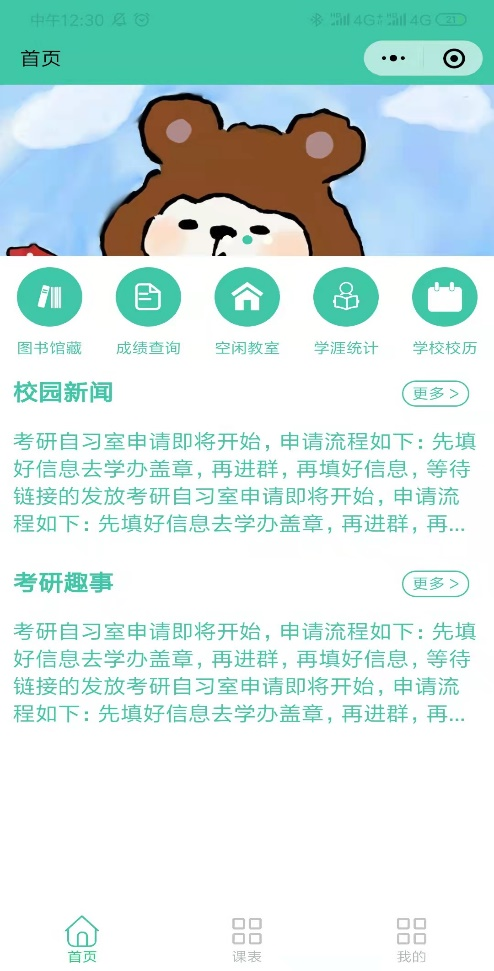 中午12:30 4G 4G 21
首页
图书馆藏 成绩查询 空闲教室 学涯统计 学校校历
校园新闻 更多 >
考研自习室申请即将开始，申请流程如下：先填
好信息去学办盖章，再进群，再填好信息，等待
链接的发放考研自习室申请即将开始，申请流
程如下：先填好信息去学办盖章，再进群，再...
考研趣事 更多 >
考研自习室申请即将开始，申请流程如下：先填
好信息去学办盖章，再进群，再填好信息，等待
链接的发放考研自习室申请即将开始，申请流
程如下：先填好信息去学办盖章，再进群，再...
首页 课表 我的